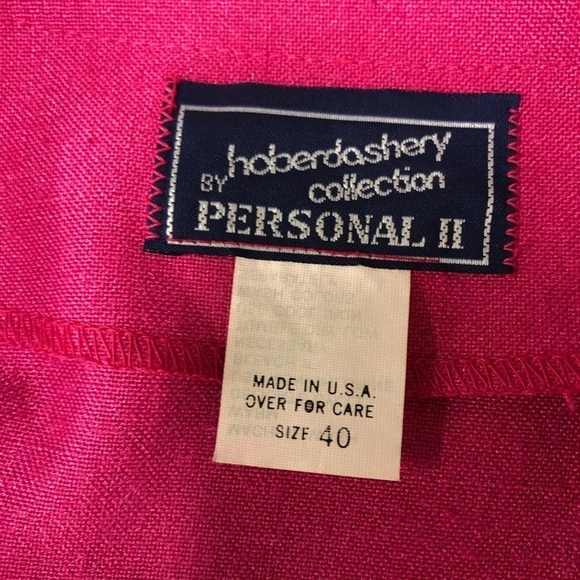 haberdashery
BY collection
PERSONAL II
MADE IN U.S.A.
OVER FOR CARE
SIZE 40